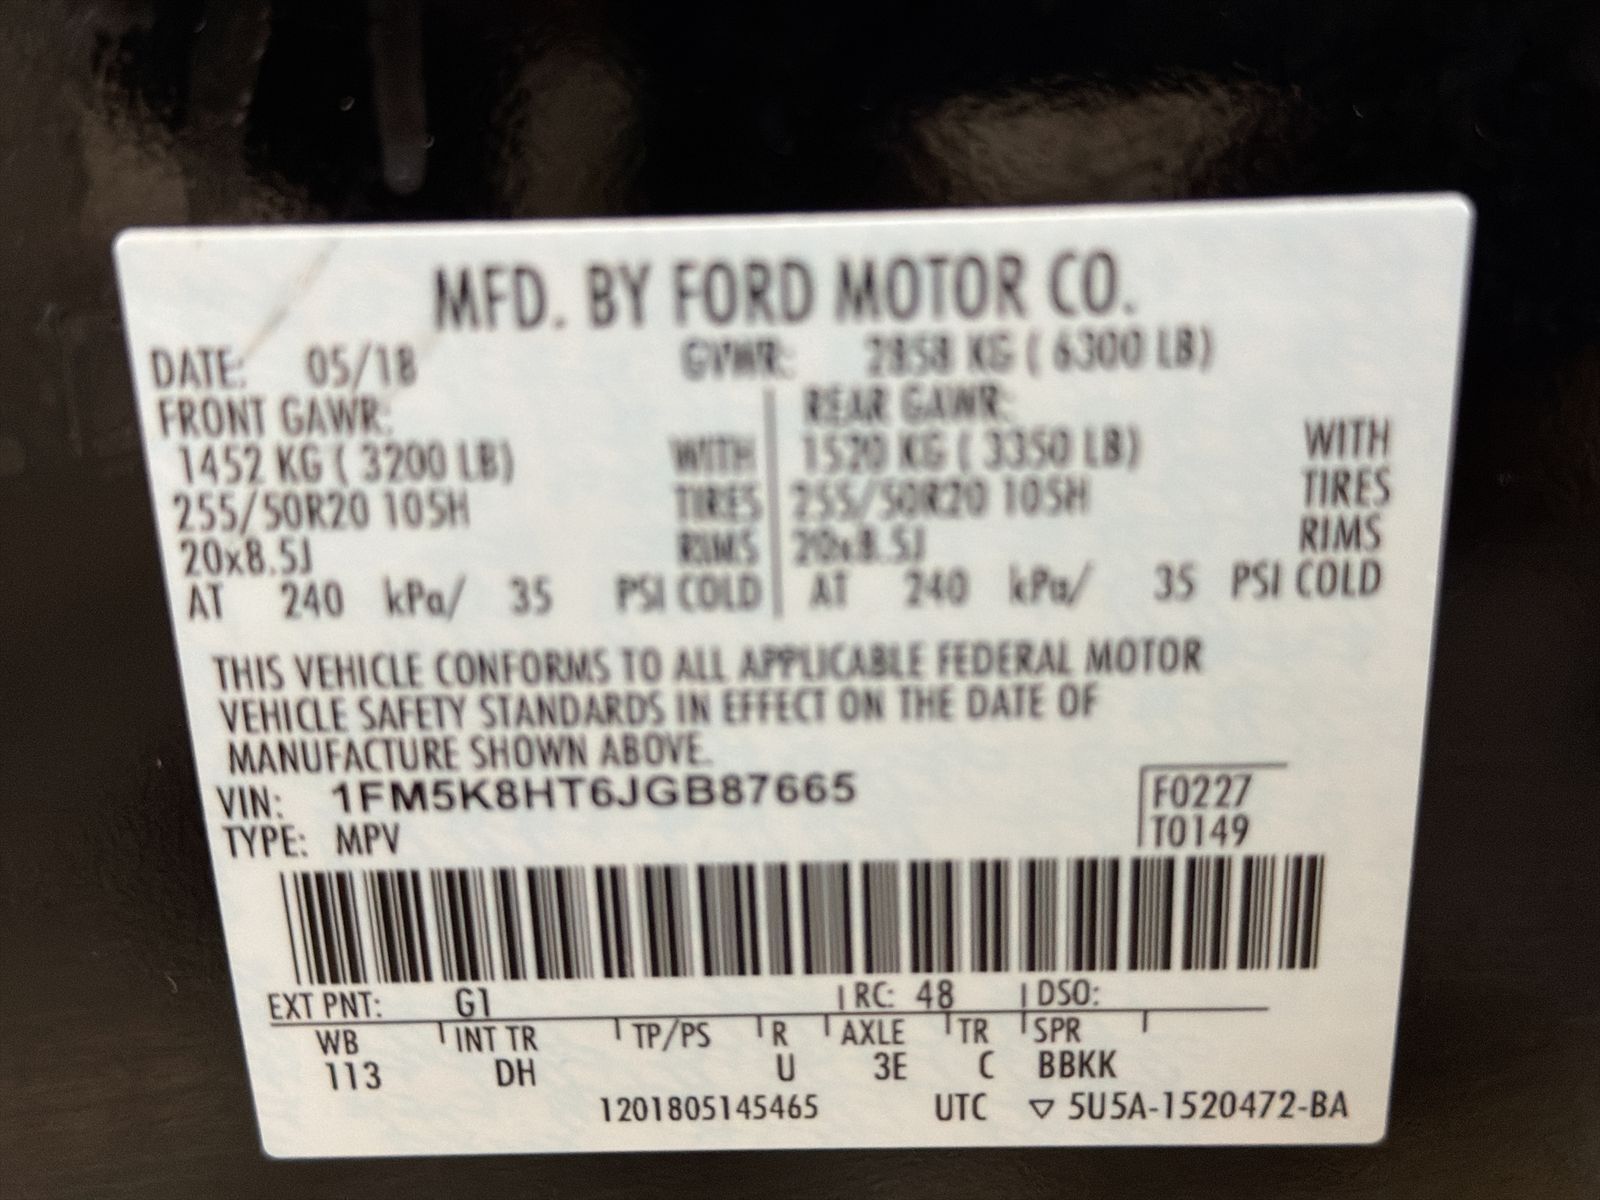 MFD. BY FORD MOTOR CO.
DATE: 05/18 GVWR: 2858 KG ( 6300 LB)
FRONT GAWR: REAR GAWR:
1452 KG ( 3200 LB) WITH 1520 KG ( 3350 LB) WITH
255/50R20 105H TIRES 255/50R20 105H TIRES
20x8.5J RIMS 20x8.5J RIMS
AT 240 kPa/ 35 PSI COLD AT 240 kPa/ 35 PSI COLD
THIS VEHICLE CONFORMS TO ALL APPLICABLE FEDERAL MOTOR
VEHICLE SAFETY STANDARDS IN EFFECT ON THE DATE OF
MANUFACTURE SHOWN ABOVE.
VIN: 1FM5K8HT6JGB87665 F0227
TYPE: MPV T0149
EXT PNT: G1 RC: 48 DSO:
WB INT TR TP/PS R AXLE TR SPR
113 DH U 3E C BBKK
1201805145465 UTC ▽ 5U5A-1520472-BA